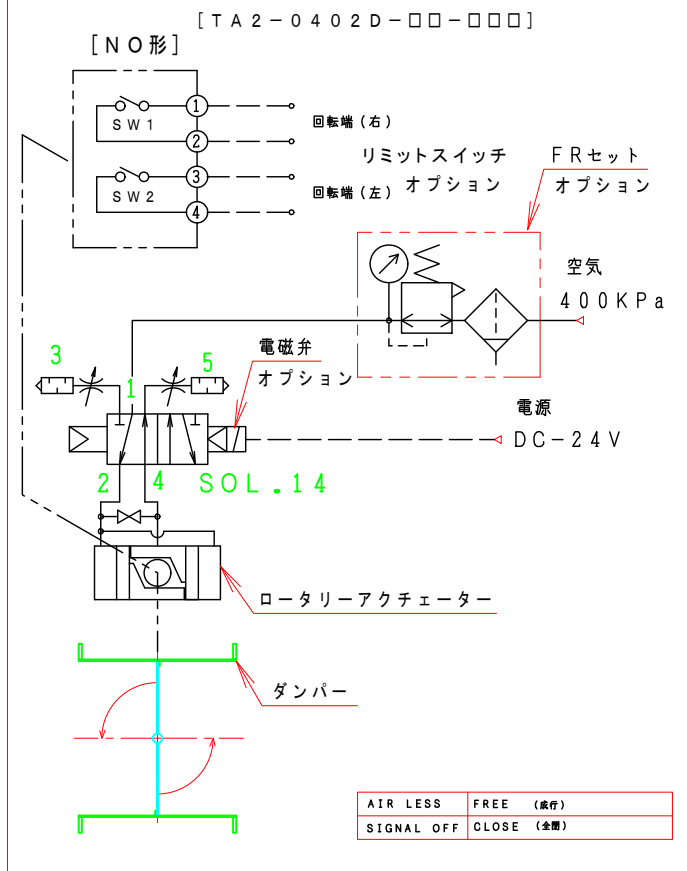 [TA2-0402D-□□-□□□]
[NO形]
1
SW1
2
回転端(右)
3
SW2
4
回転端(左)
リミットスイッチ
オプション
FRセット
オプション
空気
400KPa
3
1
5
電磁弁
オプション
電源
DC-24V
2
4
SOL.14
ロータリーアクチェーター
ダンパー
AIR LESS FREE (成行)
SIGNAL OFF CLOSE (全閉)